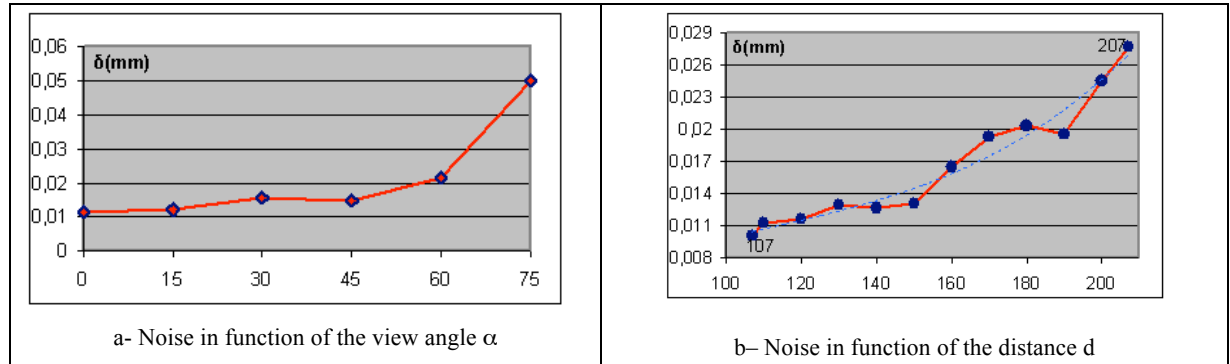 0,06
δ(mm)
0,05
0,04
0,03
0,02
0,01
0
0 15 30 45 60 75
a- Noise in function of the view angle α
0,029
δ(mm)
207
0,026
0,023
0,02
0,017
0,014
0,011
107
0,008
100 120 140 160 180 200
b– Noise in function of the distance d